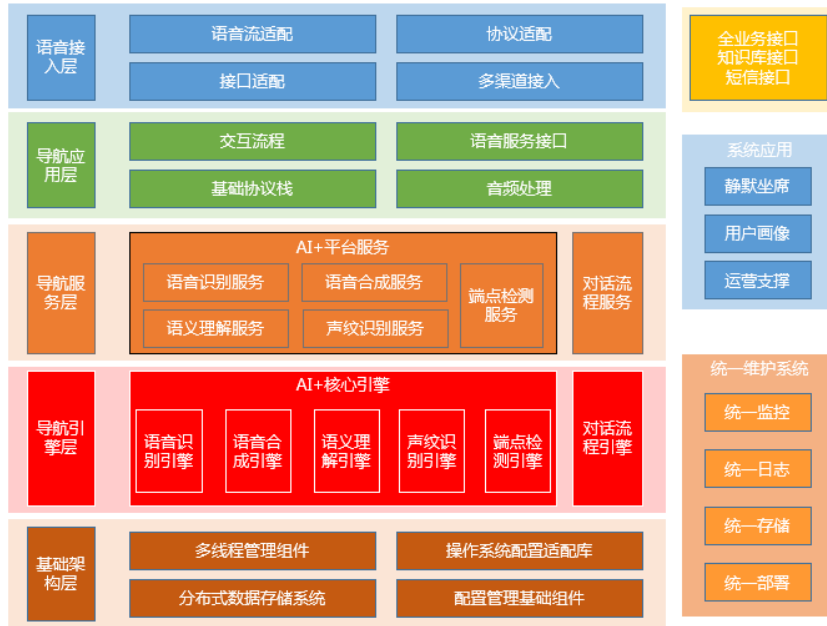 语音接
入层
语音流适配
协议适配
接口适配
多渠道接入
导航应
用层
交互流程
语音服务接口
基础协议栈
音频处理
导航服
务层
AI+平台服务
语音识别服务
语音合成服务
语义理解服务
声纹识别服务
端点检测
服务
对话流
程服务
导航引
擎层
AI+核心引擎
语音识
别引擎
语音合
成引擎
语义理
解引擎
声纹识
别引擎
端点检
测引擎
对话流
程引擎
基础架
构层
多线程管理组件
操作系统配置适配库
分布式数据存储系统
配置管理基础组件
全业务接口
知识库接口
短信接口
系统应用
静默坐席
用户画像
运营支撑
统一维护系统
统一监控
统一日志
统一存储
统一部署